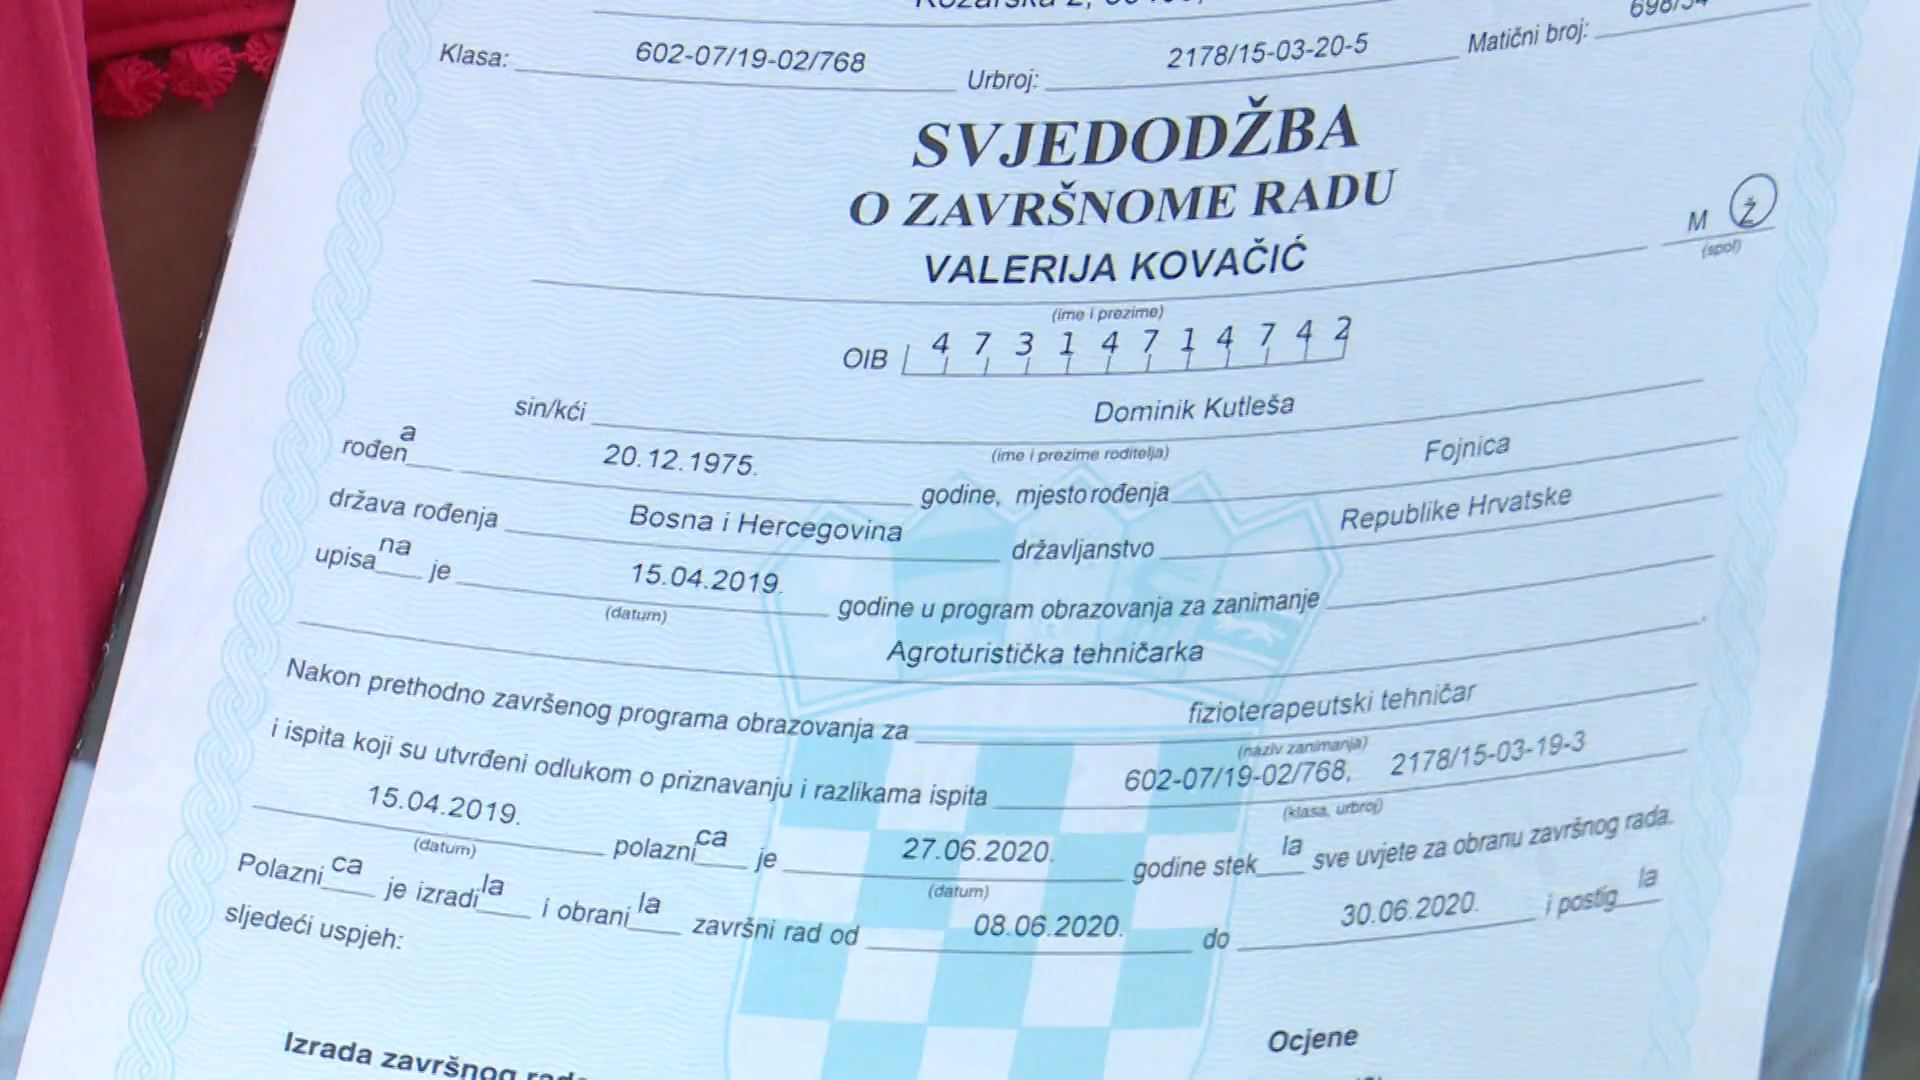 Klasa: 602-07/19-02/768 Urbroj: 2178/15-03-20-5 Matični broj:
SVJEDODŽBA
O ZAVRŠNOME RADU
M Ž
(spol)
VALERIJA KOVAČIĆ
(ime i prezime)
OIB 4 7 3 1 4 7 1 4 7 4 2
sin/kći Dominik Kutleša
(ime i prezime roditelja)
rođena 20.12.1975. godine, mjesto rođenja Fojnica
država rođenja Bosna i Hercegovina državljanstvo Republike Hrvatske
upisana je 15.04.2019. godine u program obrazovanja za zanimanje
(datum)
Agroturistička tehničarka.
Nakon prethodno završenog programa obrazovanja za fizioterapeutski tehničar
(naziv zanimanja)
i ispita koji su utvrđeni odlukom o priznavanju i razlikama ispita 602-07/19-02/768, 2178/15-03-19-3
(klasa, urbroj)
15.04.2019. polaznica je 27.06.2020. godine stekla sve uvjete za obranu završnog rada.
(datum) (datum)
Polaznica je izradila i obranila završni rad od 08.06.2020. do 30.06.2020. i postigla
sljedeći uspjeh:
Izrada završnog Ocjene